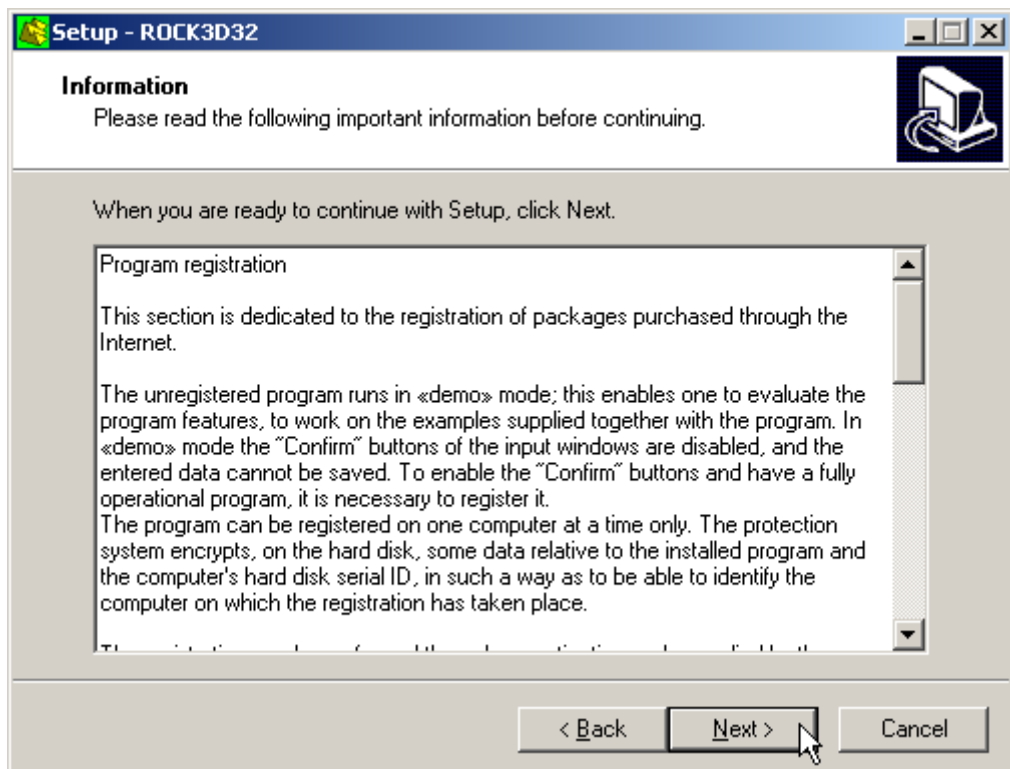 Setup - ROCK3D32
Information
Please read the following important information before continuing.
When you are ready to continue with Setup, click Next.
Program registration
This section is dedicated to the registration of packages purchased through the
Internet.
The unregistered program runs in «demo» mode; this enables one to evaluate the
program features, to work on the examples supplied together with the program. In
«demo» mode the "Confirm" buttons of the input windows are disabled, and the
entered data cannot be saved. To enable the "Confirm" buttons and have a fully
operational program, it is necessary to register it.
The program can be registered on one computer at a time only. The protection
system encrypts, on the hard disk, some data relative to the installed program and
the computer's hard disk serial ID, in such a way as to be able to identify the
computer on which the registration has taken place.
< Back
Next >
Cancel